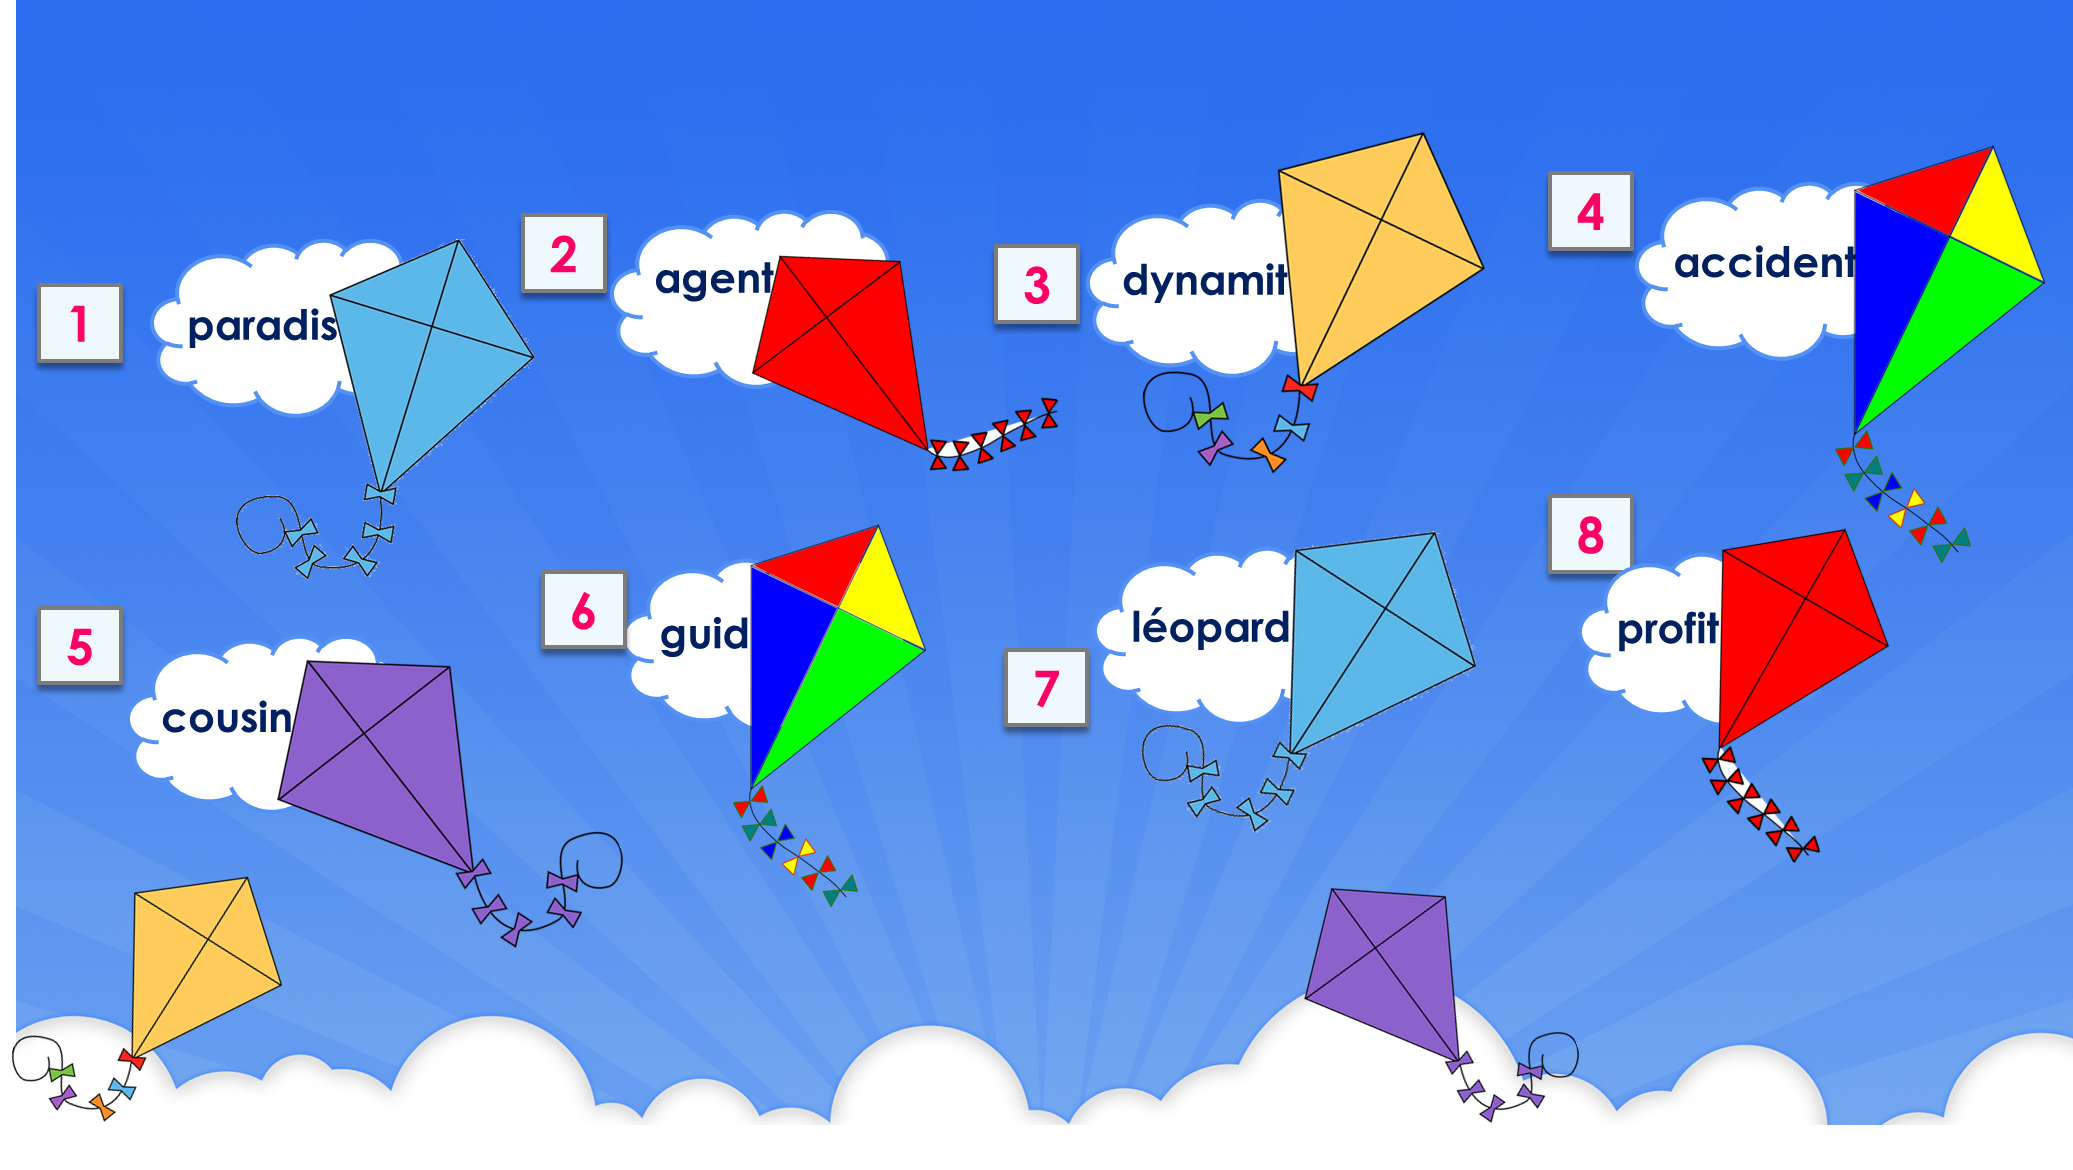 1
paradis
2
agent
3
dynamit
4
accident
5
cousin
6
guid
7
léopard
8
profit